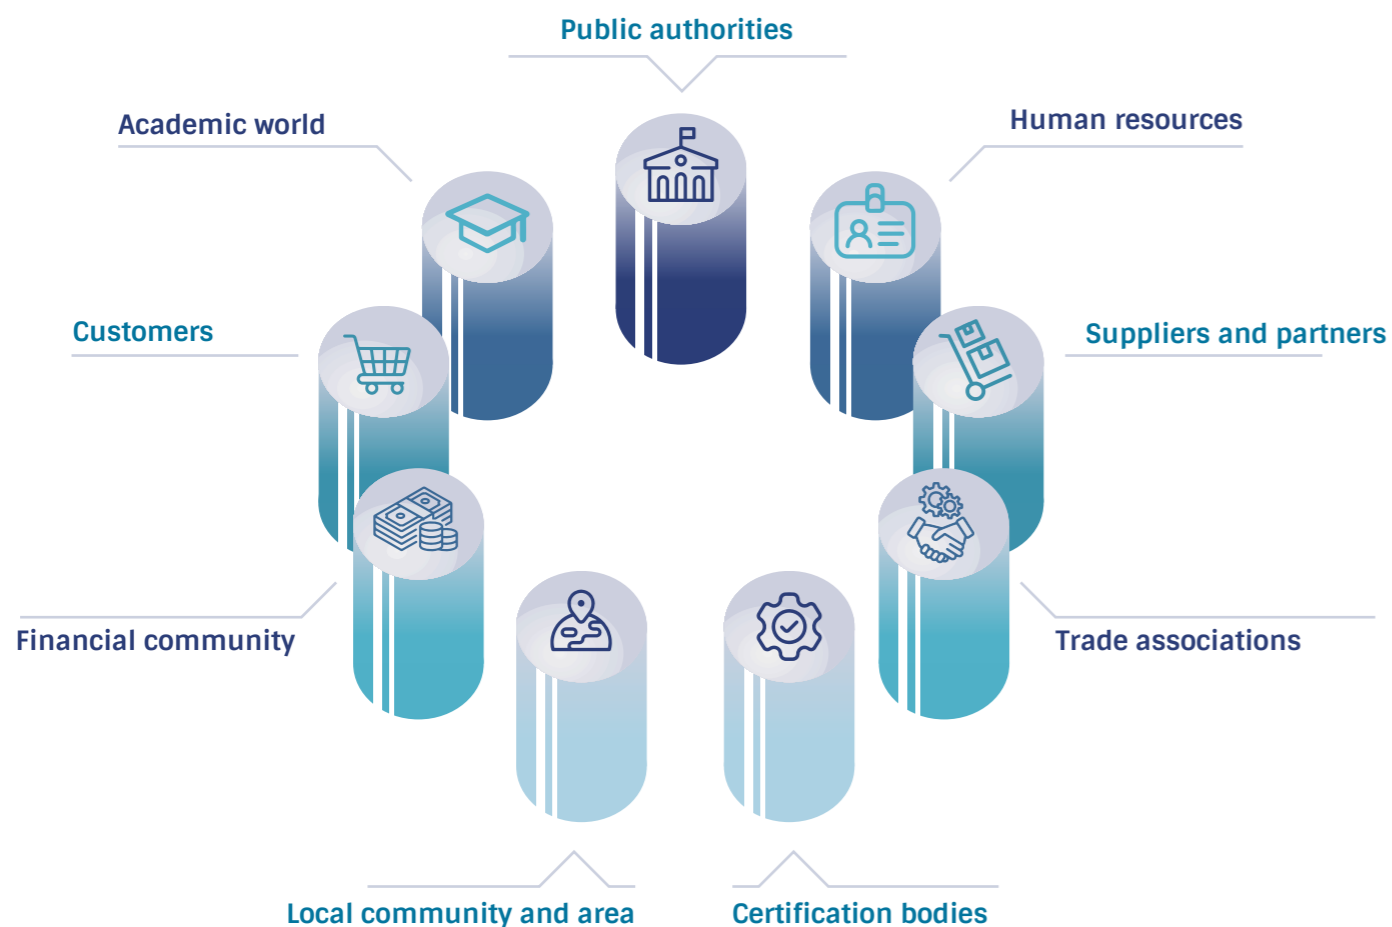 Public authorities
Academic world
Human resources
Customers
Suppliers and partners
Financial community
Trade associations
Local community and area
Certification bodies